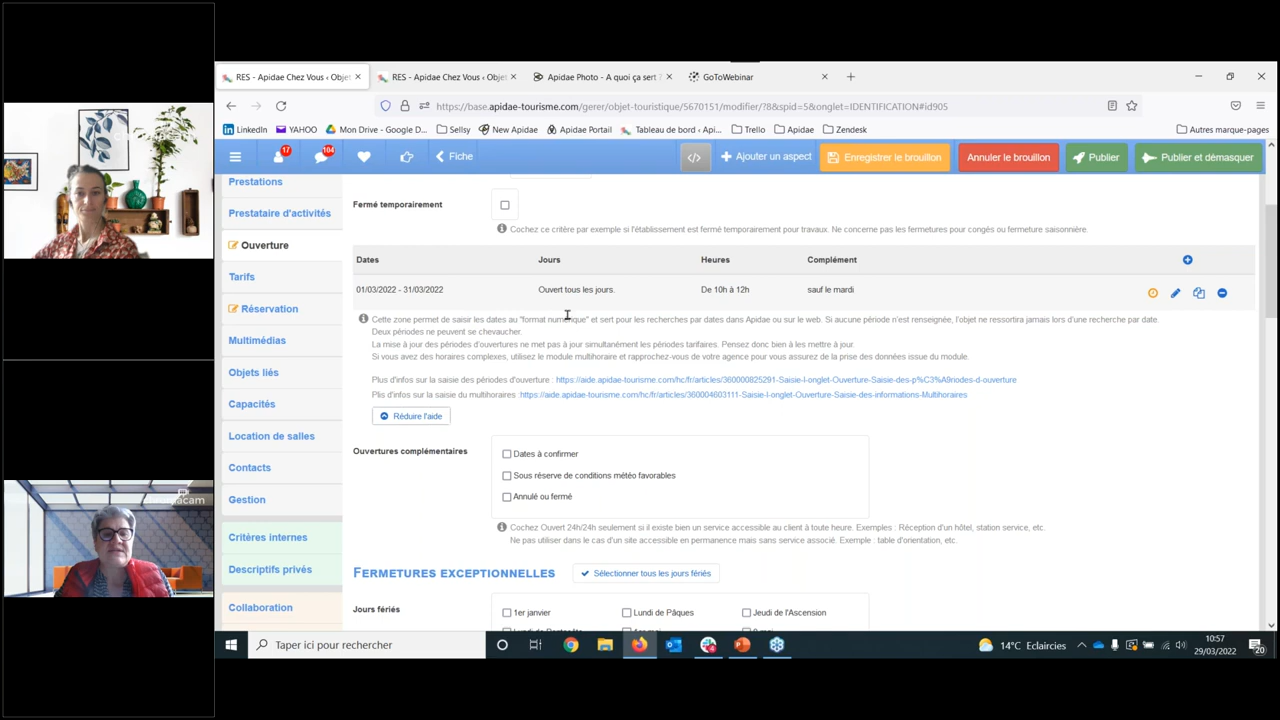 RES - Apidae Chez Vous ‹ Objet
RES - Apidae Chez Vous ‹ Objet
Apidae Photo - A quoi ça sert ?
GoToWebinar
https://base.apidae-tourisme.com/gerer/objet-touristique/5670151/modifier/?8&spid=5&onglet=IDENTIFICATION#id905
LinkedIn
YAHOO
Mon Drive - Google D...
Sellsy
New Apidae
Apidae Portail
Tableau de bord ‹ Api...
Trello
Apidae
Zendesk
Autres marque-pages
17
104
Fiche
</>
Ajouter un aspect
Enregistrer le brouillon
Annuler le brouillon
Publier
Publier et démasquer
Prestations
Prestataire d'activités
Ouverture
Tarifs
Réservation
Multimédias
Objets liés
Capacités
Location de salles
Contacts
Gestion
Critères internes
Descriptifs privés
Collaboration
Fermé temporairement
Cochez ce critère par exemple si l'établissement est fermé temporairement pour travaux. Ne concerne pas les fermetures pour congés ou fermeture saisonnière.
Dates Jours Heures Complément
01/03/2022 - 31/03/2022 Ouvert tous les jours. De 10h à 12h sauf le mardi
Cette zone permet de saisir les dates au "format numérique" et sert pour les recherches par dates dans Apidae ou sur le web. Si aucune période n'est renseignée, l'objet ne ressortira jamais lors d'une recherche par date.
Deux périodes ne peuvent se chevaucher.
La mise à jour des périodes d'ouvertures ne met pas à jour simultanément les périodes tarifaires. Pensez donc bien à les mettre à jour.
Si vous avez des horaires complexes, utilisez le module multihoraire et rapprochez-vous de votre agence pour vous assurez de la prise des données issue du module.
Plus d'infos sur la saisie des périodes d'ouverture : https://aide.apidae-tourisme.com/hc/fr/articles/360000825291-Saisie-l-onglet-Ouverture-Saisie-des-p%C3%A9riodes-d-ouverture
Plis d'infos sur la saisie du multihoraires :https://aide.apidae-tourisme.com/hc/fr/articles/360004603111-Saisie-l-onglet-Ouverture-Saisie-des-informations-Multihoraires
Réduire l'aide
Ouvertures complémentaires
Dates à confirmer
Sous réserve de conditions météo favorables
Annulé ou fermé
Cochez Ouvert 24h/24h seulement si il existe bien un service accessible au client à toute heure. Exemples : Réception d'un hôtel, station service, etc.
Ne pas utiliser dans le cas d'un site accessible en permanence mais sans service associé. Exemple : table d'orientation, etc.
FERMETURES EXCEPTIONNELLES
Sélectionner tous les jours fériés
Jours fériés
1er janvier
Lundi de Pâques
Jeudi de l'Ascension
Taper ici pour rechercher
14°C Eclaircies
10:57
29/03/2022
20